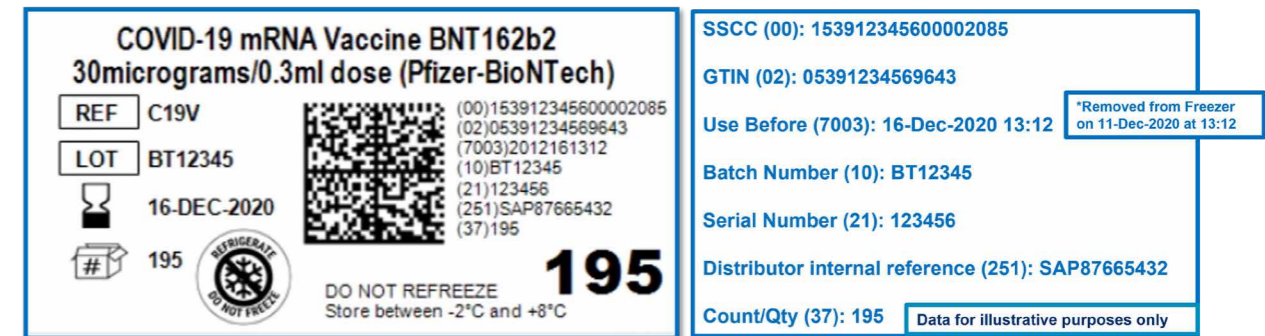 COVID-19 mRNA Vaccine BNT162b2
30micrograms/0.3ml dose (Pfizer-BioNTech)
REF C19V
LOT BT12345
16-DEC-2020
# 195
REFRIGERATE
DO NOT FREEZE
(00)153912345600002085
(02)05391234569643
(7003)2012161312
(10)BT12345
(21)123456
(251)SAP87665432
(37)195
195
DO NOT REFREEZE
Store between -2°C and +8°C
SSCC (00): 153912345600002085
GTIN (02): 05391234569643
Use Before (7003): 16-Dec-2020 13:12
*Removed from Freezer
on 11-Dec-2020 at 13:12
Batch Number (10): BT12345
Serial Number (21): 123456
Distributor internal reference (251): SAP87665432
Count/Qty (37): 195
Data for illustrative purposes only